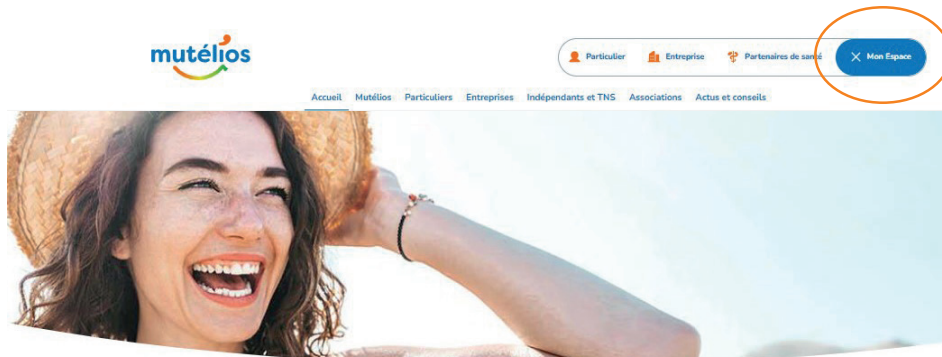 mutélios
Particulier Entreprise Partenaires de santé Mon Espace
Accueil Mutélios Particuliers Entreprises Indépendants et TNS Associations Actus et conseils